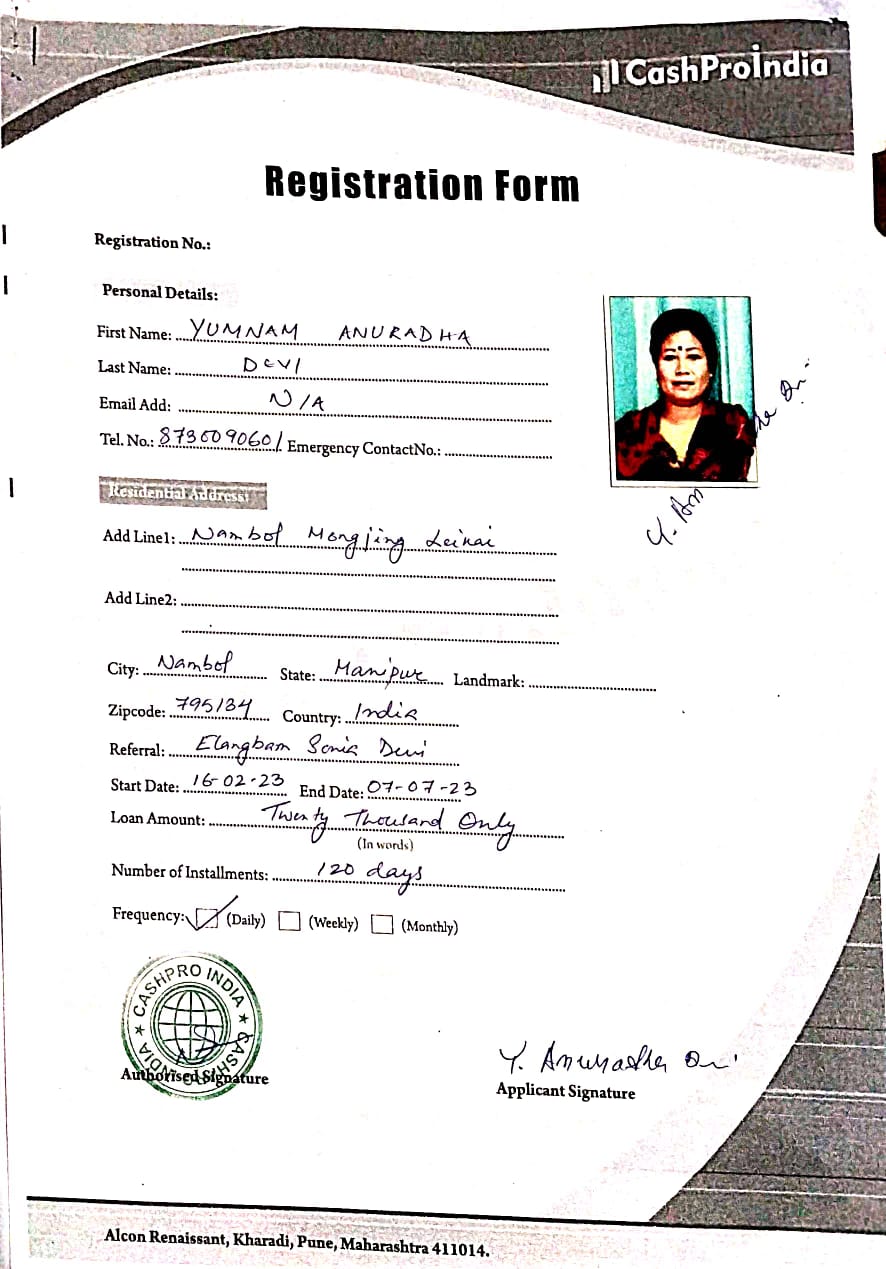 CashProIndia
Registration Form
Registration No.:
Personal Details:
First Name: YUMNAM ANURADHA
Last Name: DEVI
Email Add: N/A
Tel. No.: 8736090601 Emergency ContactNo.:
Y. Anuradha Devi
Residential Address:
Add Line1: Nambol Mongjing Leikai
Add Line2:
City: Nambol State: Manipur Landmark:
Zipcode: 795134 Country: India
Referral: Elangbam Sonia Devi
Start Date: 16-02-23 End Date: 07-07-23
Loan Amount: Twenty Thousand Only
(In words)
Number of Installments: 120 days
Frequency: (Daily) (Weekly) (Monthly)
★ CASHPRO INDIA ★ CASHPRO INDIA
Authorised Signature
Y. Anuradha Devi
Applicant Signature
Alcon Renaissant, Kharadi, Pune, Maharashtra 411014.